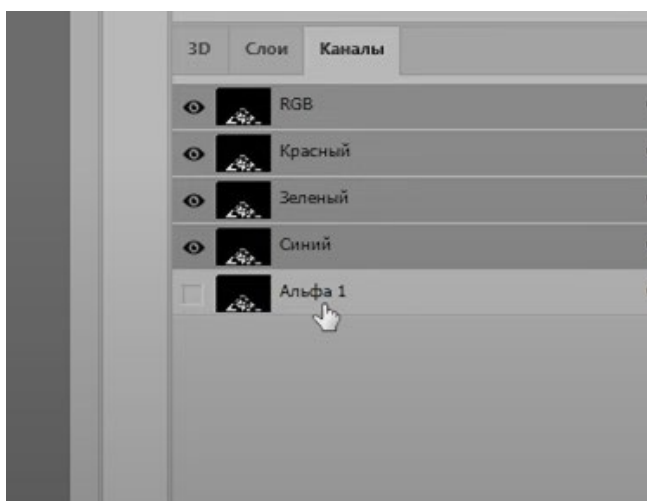 3D Слои Каналы
RGB
Красный
Зеленый
Синий
Альфа 1